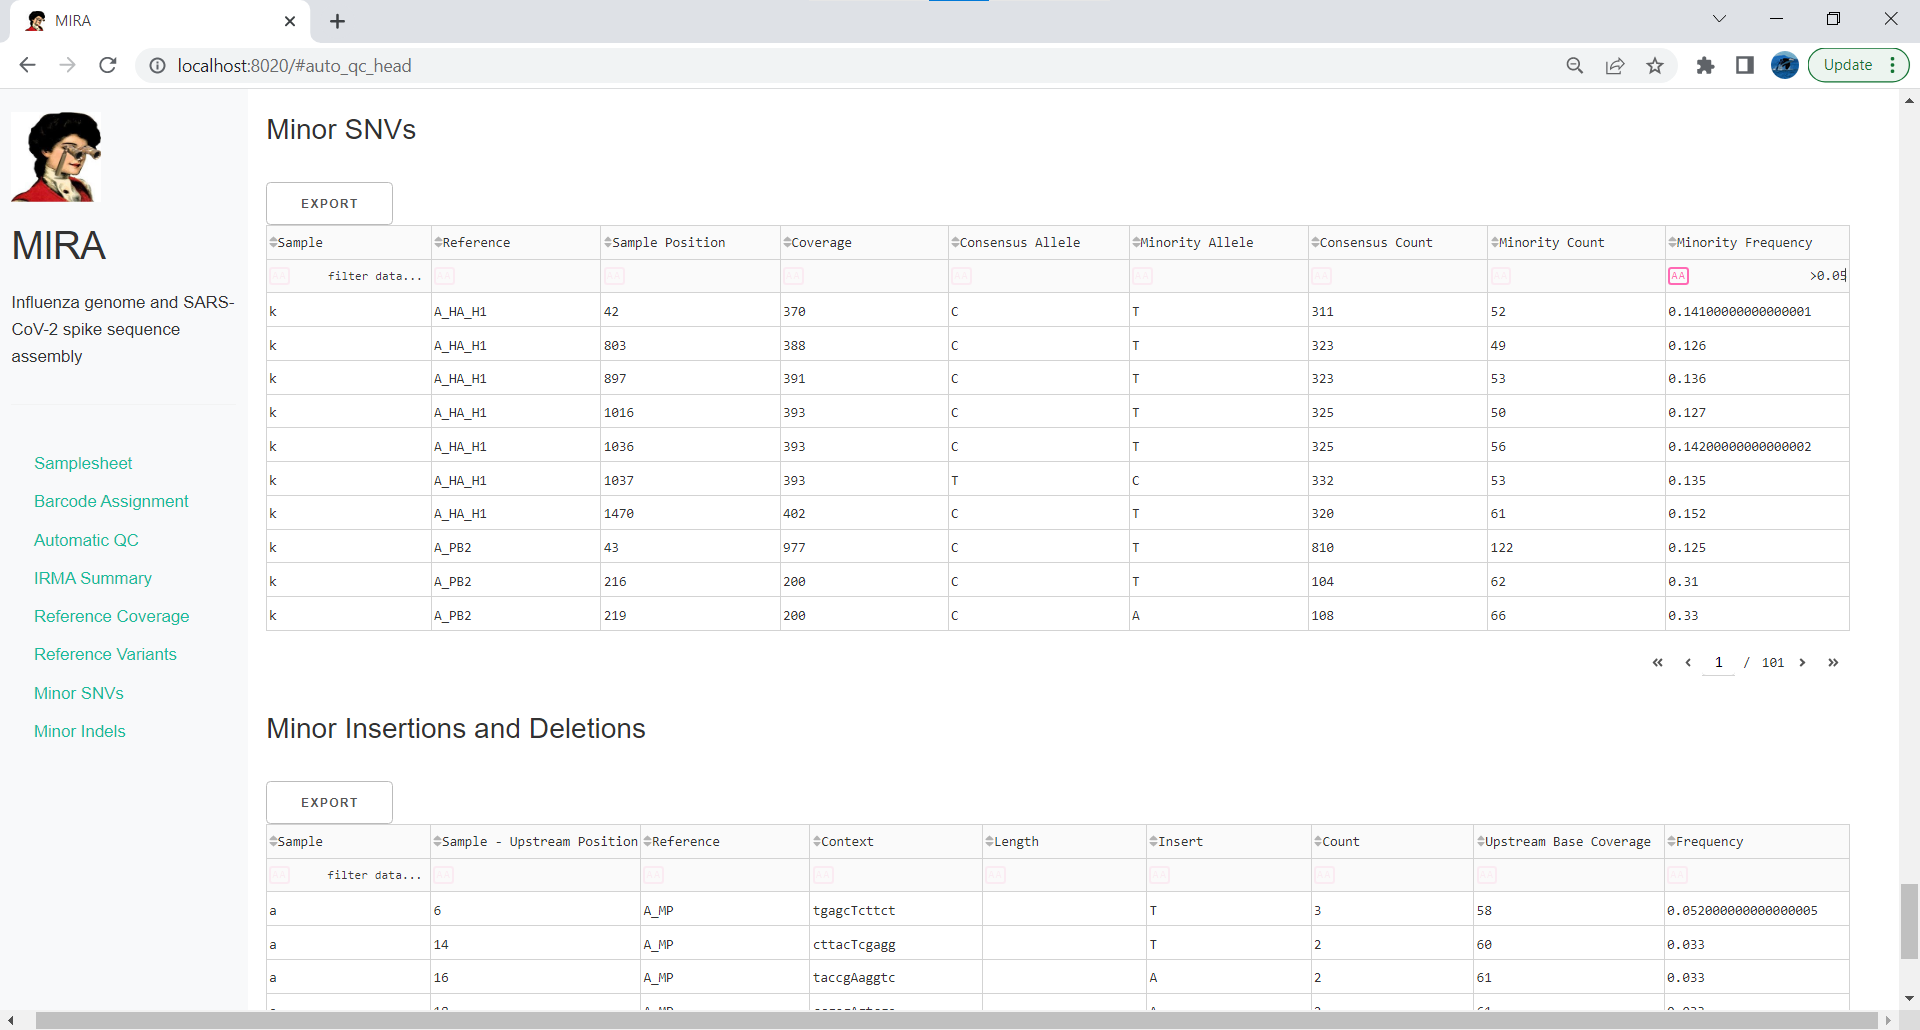 MIRA
localhost:8020/#auto_qc_head
Update
MIRA
Influenza genome and SARS-
CoV-2 spike sequence
assembly
Samplesheet
Barcode Assignment
Automatic QC
IRMA Summary
Reference Coverage
Reference Variants
Minor SNVs
Minor Indels
Minor SNVs
EXPORT
Sample Reference Sample Position Coverage Consensus Allele Minority Allele Consensus Count Minority Count Minority Frequency
filter data... >0.05
k A_HA_H1 42 370 C T 311 52 0.14100000000000001
k A_HA_H1 803 388 C T 323 49 0.126
k A_HA_H1 897 391 C T 323 53 0.136
k A_HA_H1 1016 393 C T 325 50 0.127
k A_HA_H1 1036 393 C T 325 56 0.14200000000000002
k A_HA_H1 1037 393 T C 332 53 0.135
k A_HA_H1 1470 402 C T 320 61 0.152
k A_PB2 43 977 C T 810 122 0.125
k A_PB2 216 200 C T 104 62 0.31
k A_PB2 219 200 C A 108 66 0.33
1 / 101
Minor Insertions and Deletions
EXPORT
Sample Sample - Upstream Position Reference Context Length Insert Count Upstream Base Coverage Frequency
filter data...
a 6 A_MP tgagcTcttct T 3 58 0.052000000000000005
a 14 A_MP cttacTcgagg T 2 60 0.033
a 16 A_MP taccgAaggtc A 2 61 0.033